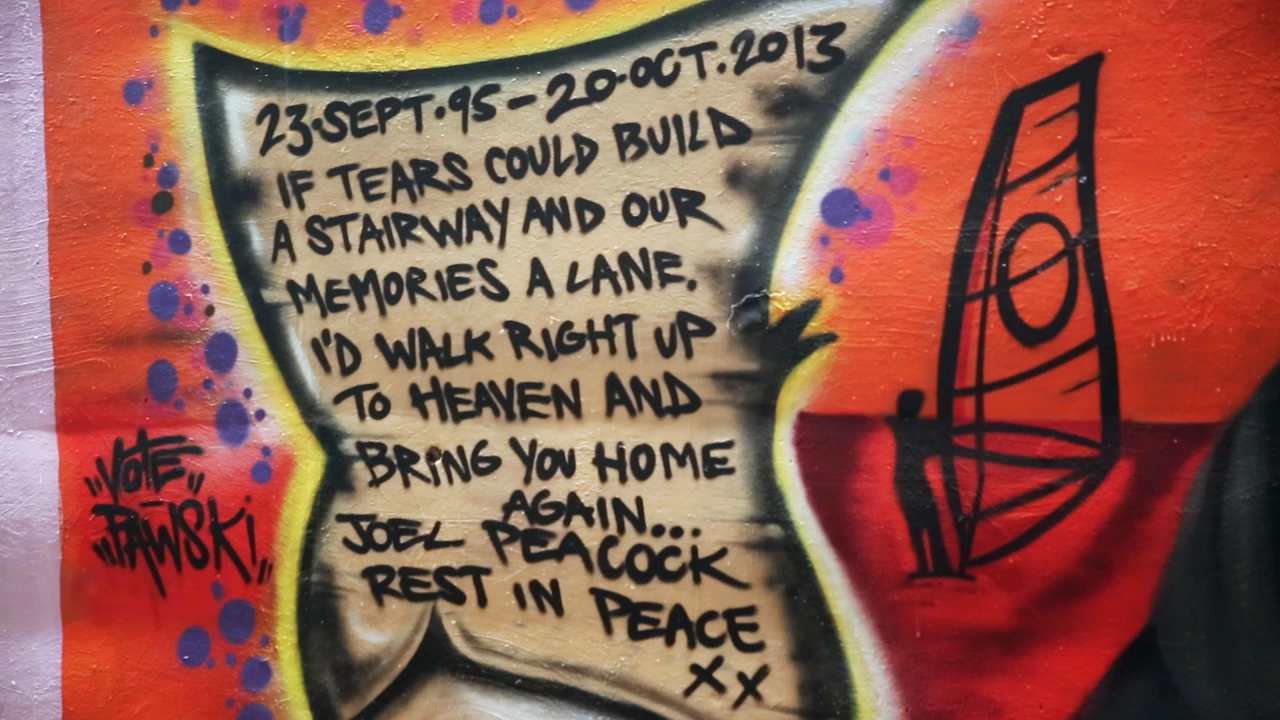 23·SEPT·95-20·OCT.2013
IF TEARS COULD BUILD
A STAIRWAY AND OUR
MEMORIES A LANE.
I'D WALK RIGHT UP
TO HEAVEN AND
BRING YOU HOME
AGAIN...
JOEL PEACOCK
REST IN PEACE
XX
"VOTE"
"PAWSKi"